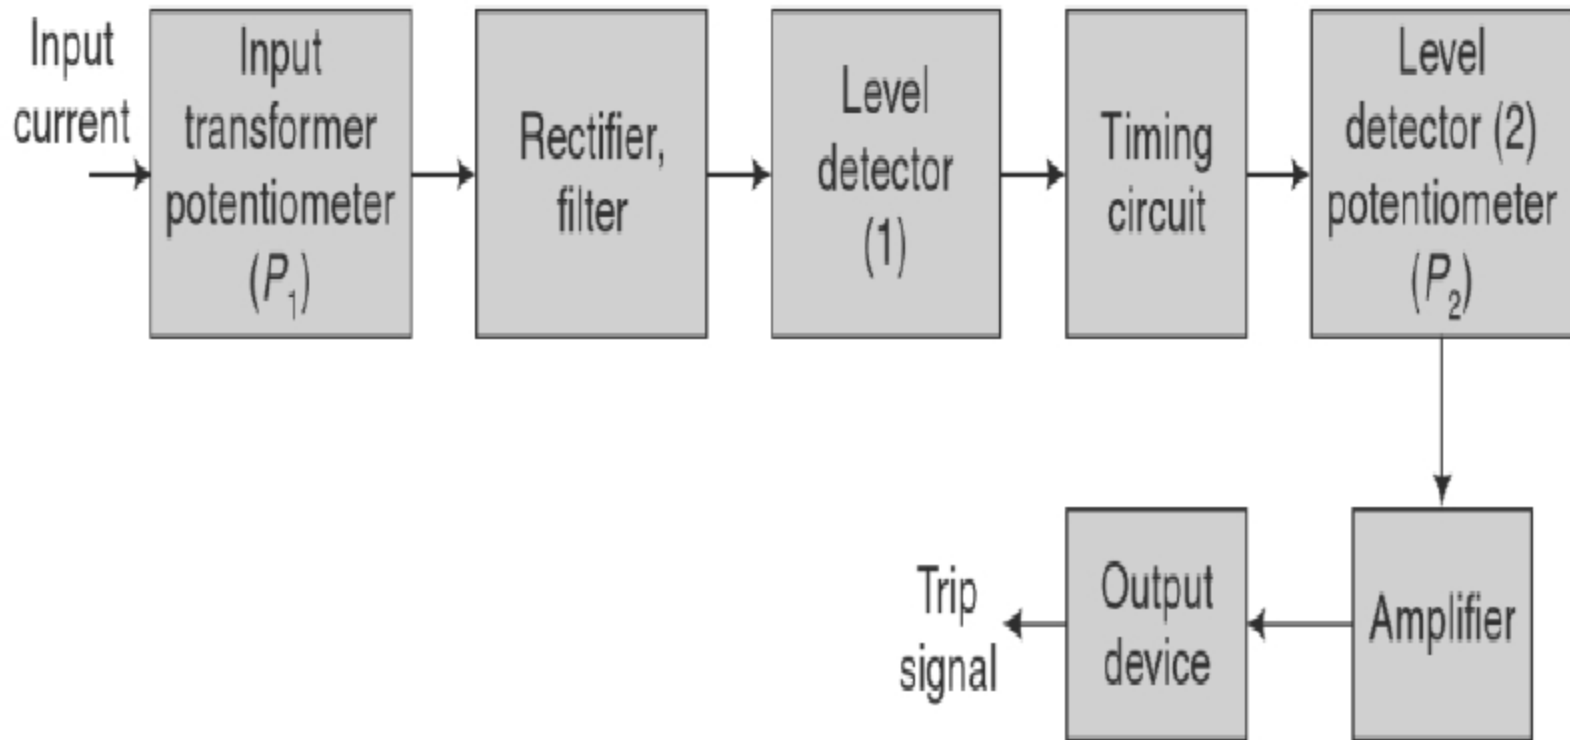 Input
current
Input
transformer
potentiometer
(P₁)
Rectifier,
filter
Level
detector
(1)
Timing
circuit
Level
detector (2)
potentiometer
(P₂)
Amplifier
Output
device
Trip
signal